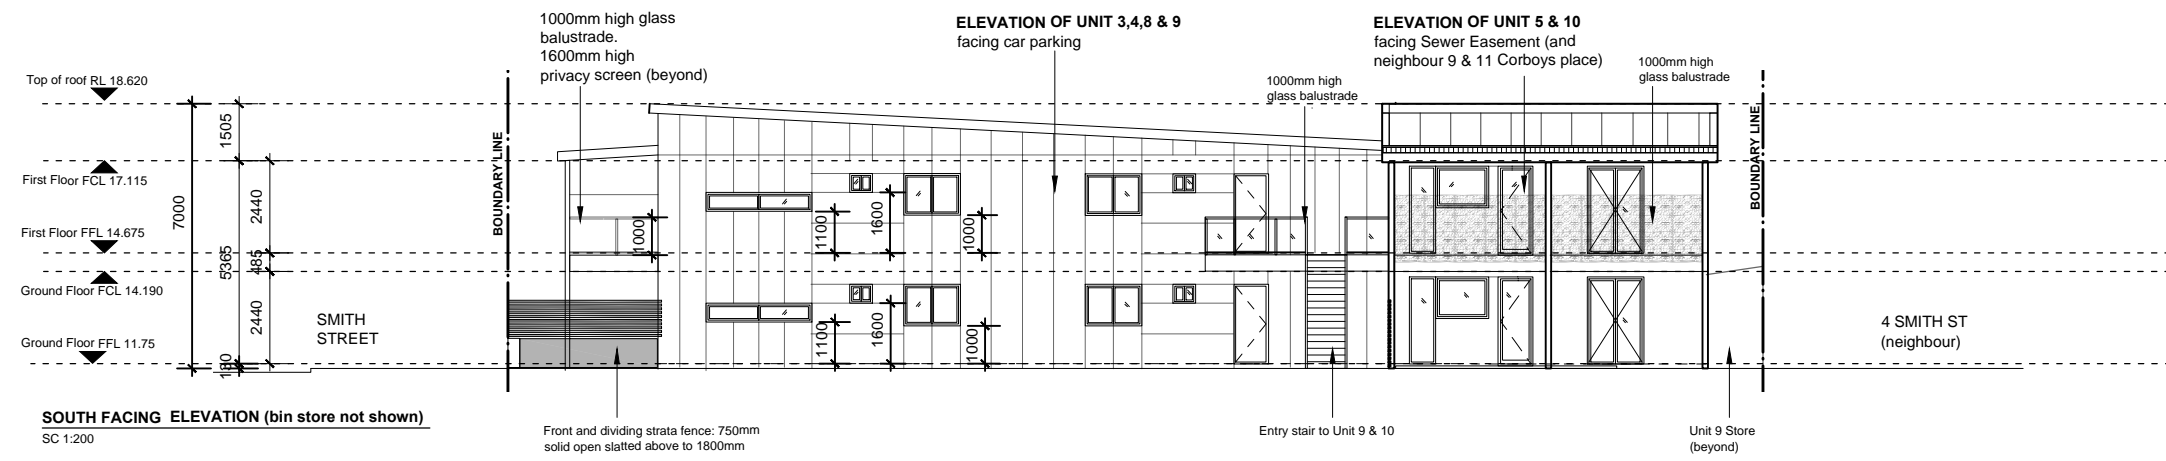 1000mm high glass
balustrade.
1600mm high
privacy screen (beyond)
ELEVATION OF UNIT 3,4,8 & 9
facing car parking
ELEVATION OF UNIT 5 & 10
facing Sewer Easement (and
neighbour 9 & 11 Corboys place)
1000mm high
glass balustrade
1000mm high
glass balustrade
Top of roof RL 18.620
First Floor FCL 17.115
First Floor FFL 14.675
Ground Floor FCL 14.190
Ground Floor FFL 11.75
7000
1505
5365
2440
485
2440
BOUNDARY LINE
BOUNDARY LINE
1000
1100
1600
1000
1100
1600
1000
SMITH
STREET
4 SMITH ST
(neighbour)
SOUTH FACING ELEVATION (bin store not shown)
SC 1:200
Front and dividing strata fence: 750mm
solid open slatted above to 1800mm
Entry stair to Unit 9 & 10
Unit 9 Store
(beyond)